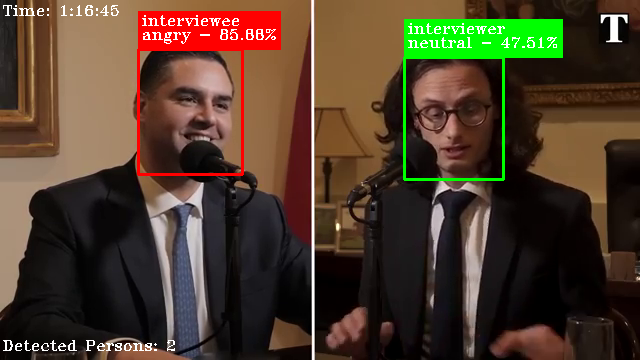 Time: 1:16:45
interviewee
angry - 85.88%
interviewer
neutral - 47.51%
T
Detected Persons: 2